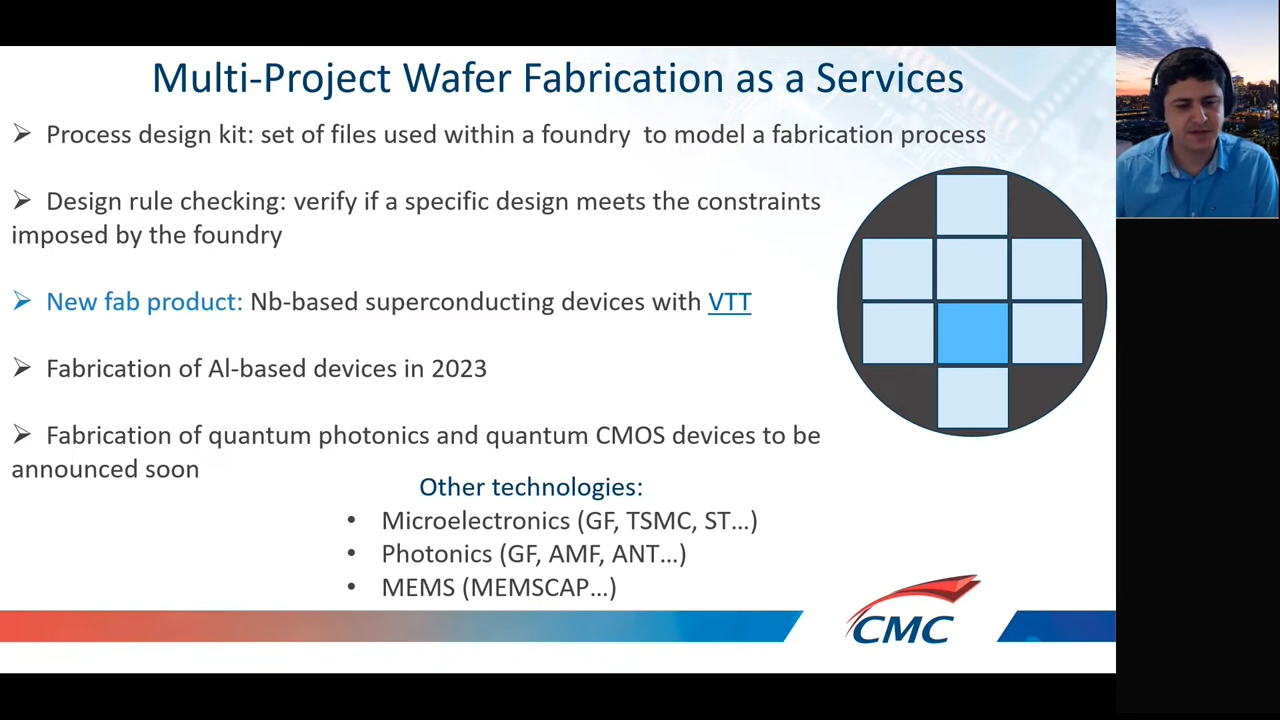 Multi-Project Wafer Fabrication as a Services
➢ Process design kit: set of files used within a foundry to model a fabrication process
➢ Design rule checking: verify if a specific design meets the constraints
imposed by the foundry
➢ New fab product: Nb-based superconducting devices with VTT
➢ Fabrication of Al-based devices in 2023
➢ Fabrication of quantum photonics and quantum CMOS devices to be
announced soon
Other technologies:
• Microelectronics (GF, TSMC, ST…)
• Photonics (GF, AMF, ANT…)
• MEMS (MEMSCAP…)
CMC